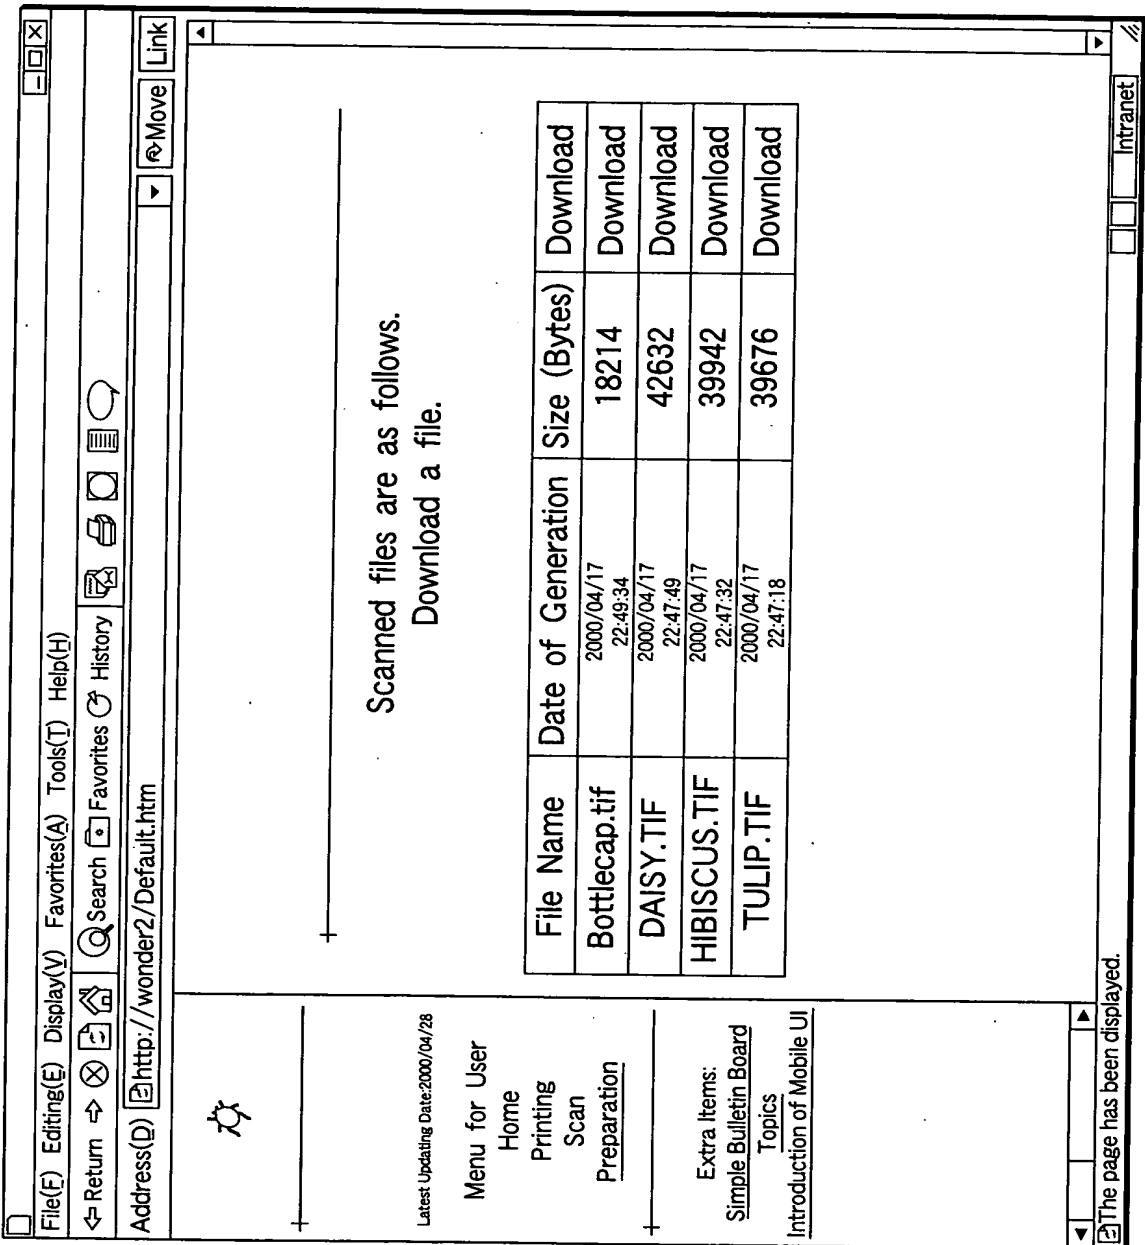 File(F) Editing(E) Display(V) Favorites(A) Tools(T) Help(H)
Return Search Favorites History
Address(D) http://wonder2/Default.htm Move Link
Latest Updating Date:2000/04/28
Menu for User
Home
Printing
Scan
Preparation
Extra Items:
Simple Bulletin Board
Topics
Introduction of Mobile UI
Scanned files are as follows.
Download a file.
File Name Date of Generation Size (Bytes) Download
Bottlecap.tif 2000/04/17 22:49:34 18214 Download
DAISY.TIF 2000/04/17 22:47:49 42632 Download
HIBISCUS.TIF 2000/04/17 22:47:32 39942 Download
TULIP.TIF 2000/04/17 22:47:18 39676 Download
The page has been displayed. Intranet